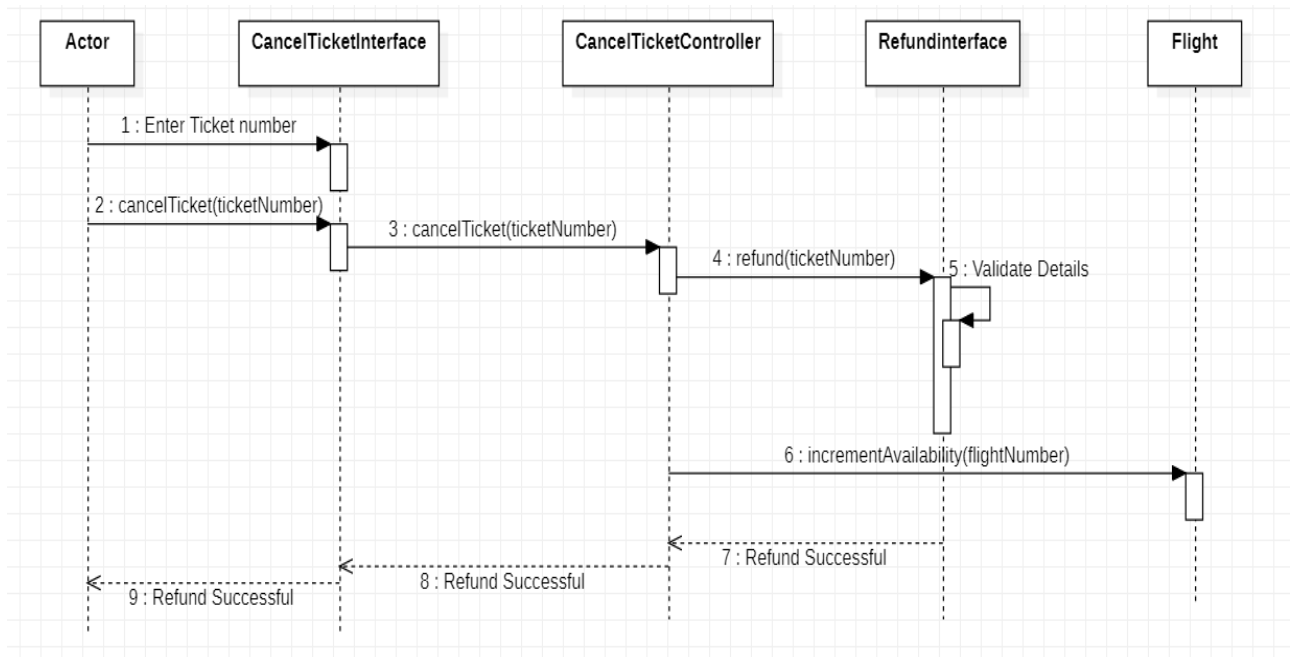 Actor
CancelTicketInterface
CancelTicketController
Refundinterface
Flight
1 : Enter Ticket number
2 : cancelTicket(ticketNumber)
3 : cancelTicket(ticketNumber)
4 : refund(ticketNumber)
5 : Validate Details
6 : incrementAvailability(flightNumber)
7 : Refund Successful
8 : Refund Successful
9 : Refund Successful